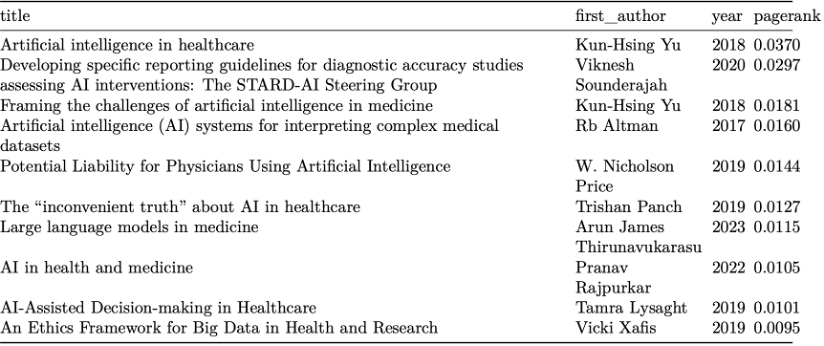 title first_author year pagerank
Artificial intelligence in healthcare Kun-Hsing Yu 2018 0.0370
Developing specific reporting guidelines for diagnostic accuracy studies Viknesh 2020 0.0297
assessing AI interventions: The STARD-AI Steering Group Sounderajah
Framing the challenges of artificial intelligence in medicine Kun-Hsing Yu 2018 0.0181
Artificial intelligence (AI) systems for interpreting complex medical Rb Altman 2017 0.0160
datasets
Potential Liability for Physicians Using Artificial Intelligence W. Nicholson 2019 0.0144
Price
The “inconvenient truth” about AI in healthcare Trishan Panch 2019 0.0127
Large language models in medicine Arun James 2023 0.0115
Thirunavukarasu
AI in health and medicine Pranav 2022 0.0105
Rajpurkar
AI-Assisted Decision-making in Healthcare Tamra Lysaght 2019 0.0101
An Ethics Framework for Big Data in Health and Research Vicki Xafis 2019 0.0095